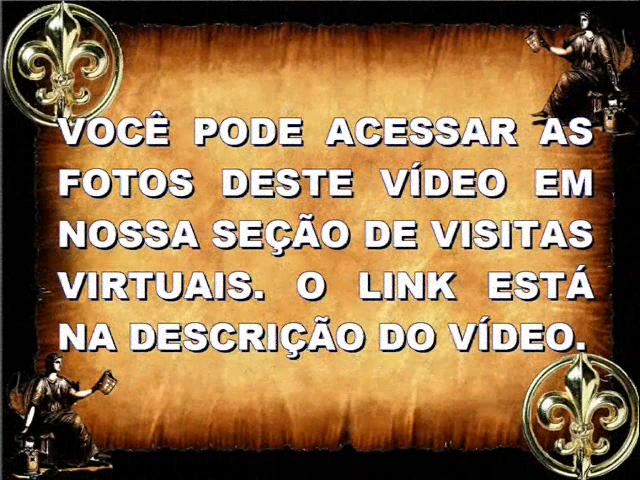 VOCÊ PODE ACESSAR AS
FOTOS DESTE VÍDEO EM
NOSSA SEÇÃO DE VISITAS
VIRTUAIS. O LINK ESTÁ
NA DESCRIÇÃO DO VÍDEO.